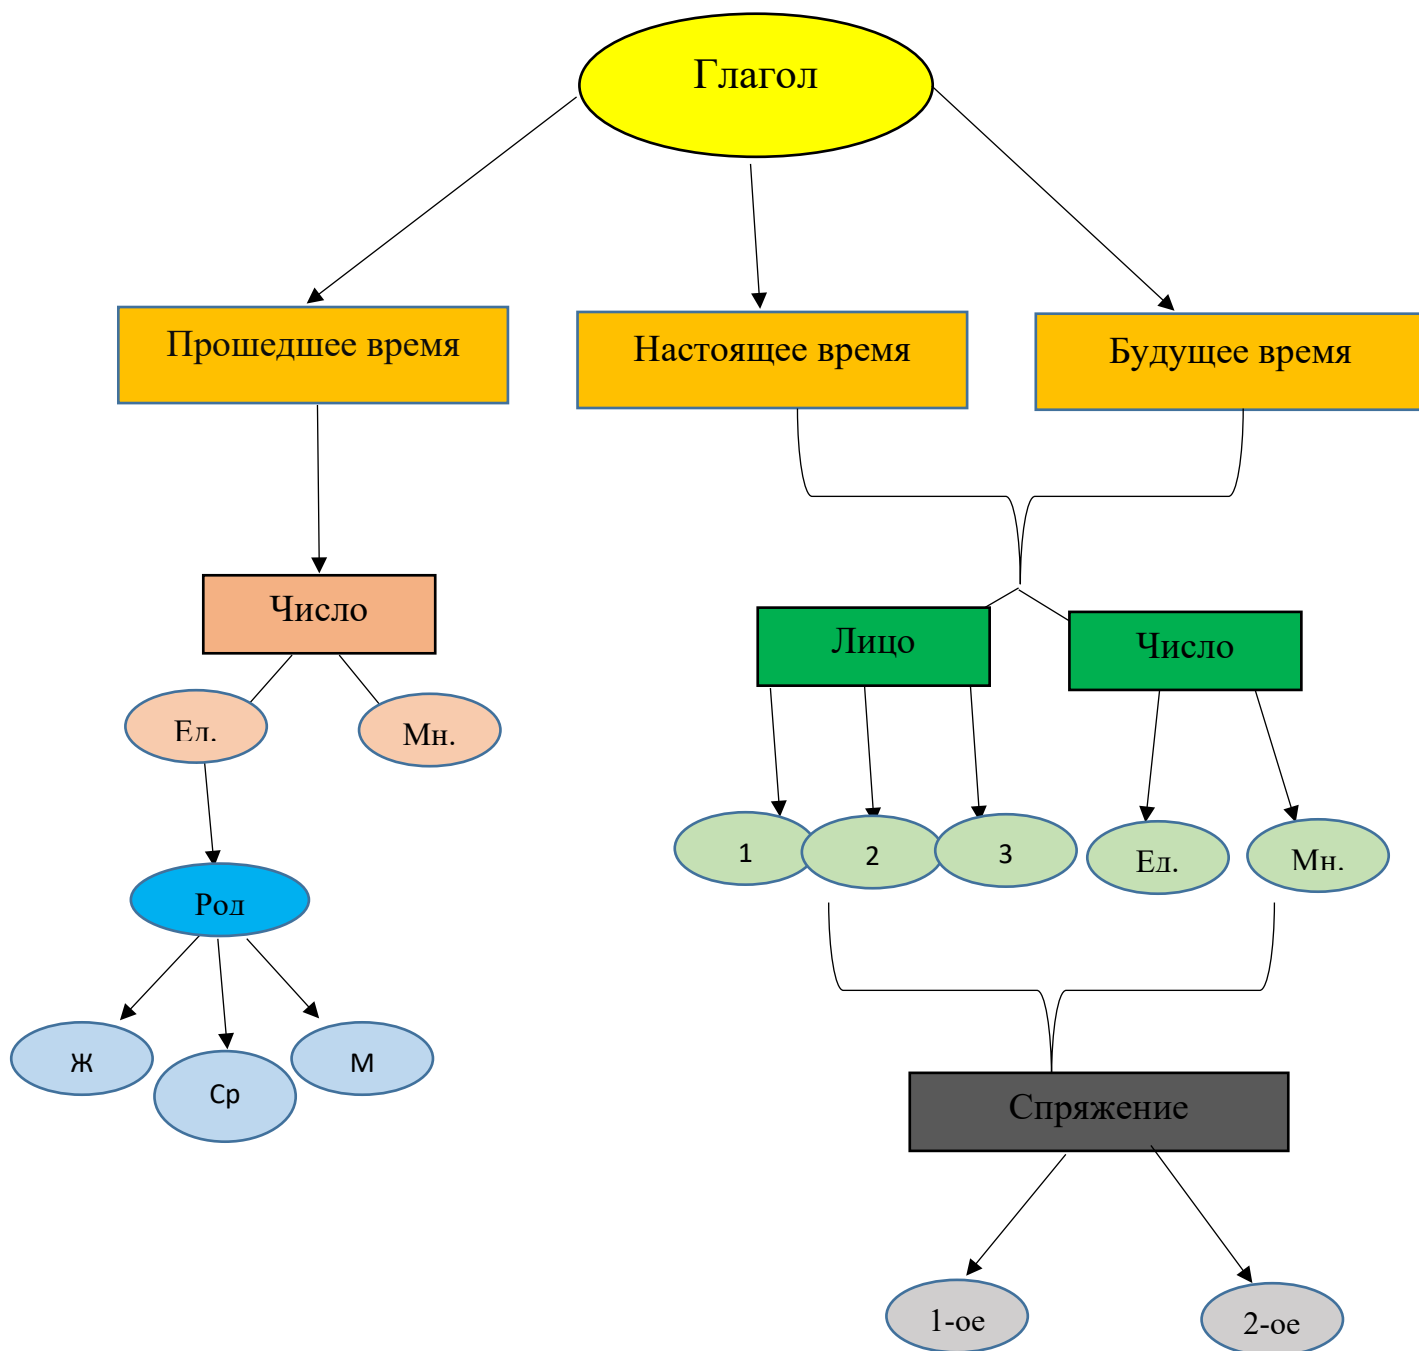 Глагол
Прошедшее время
Настоящее время
Будущее время
Число
Лицо
Число
Ед.
Мн.
1
2
3
Ед.
Мн.
Род
Ж
Ср
М
Спряжение
1-ое
2-ое